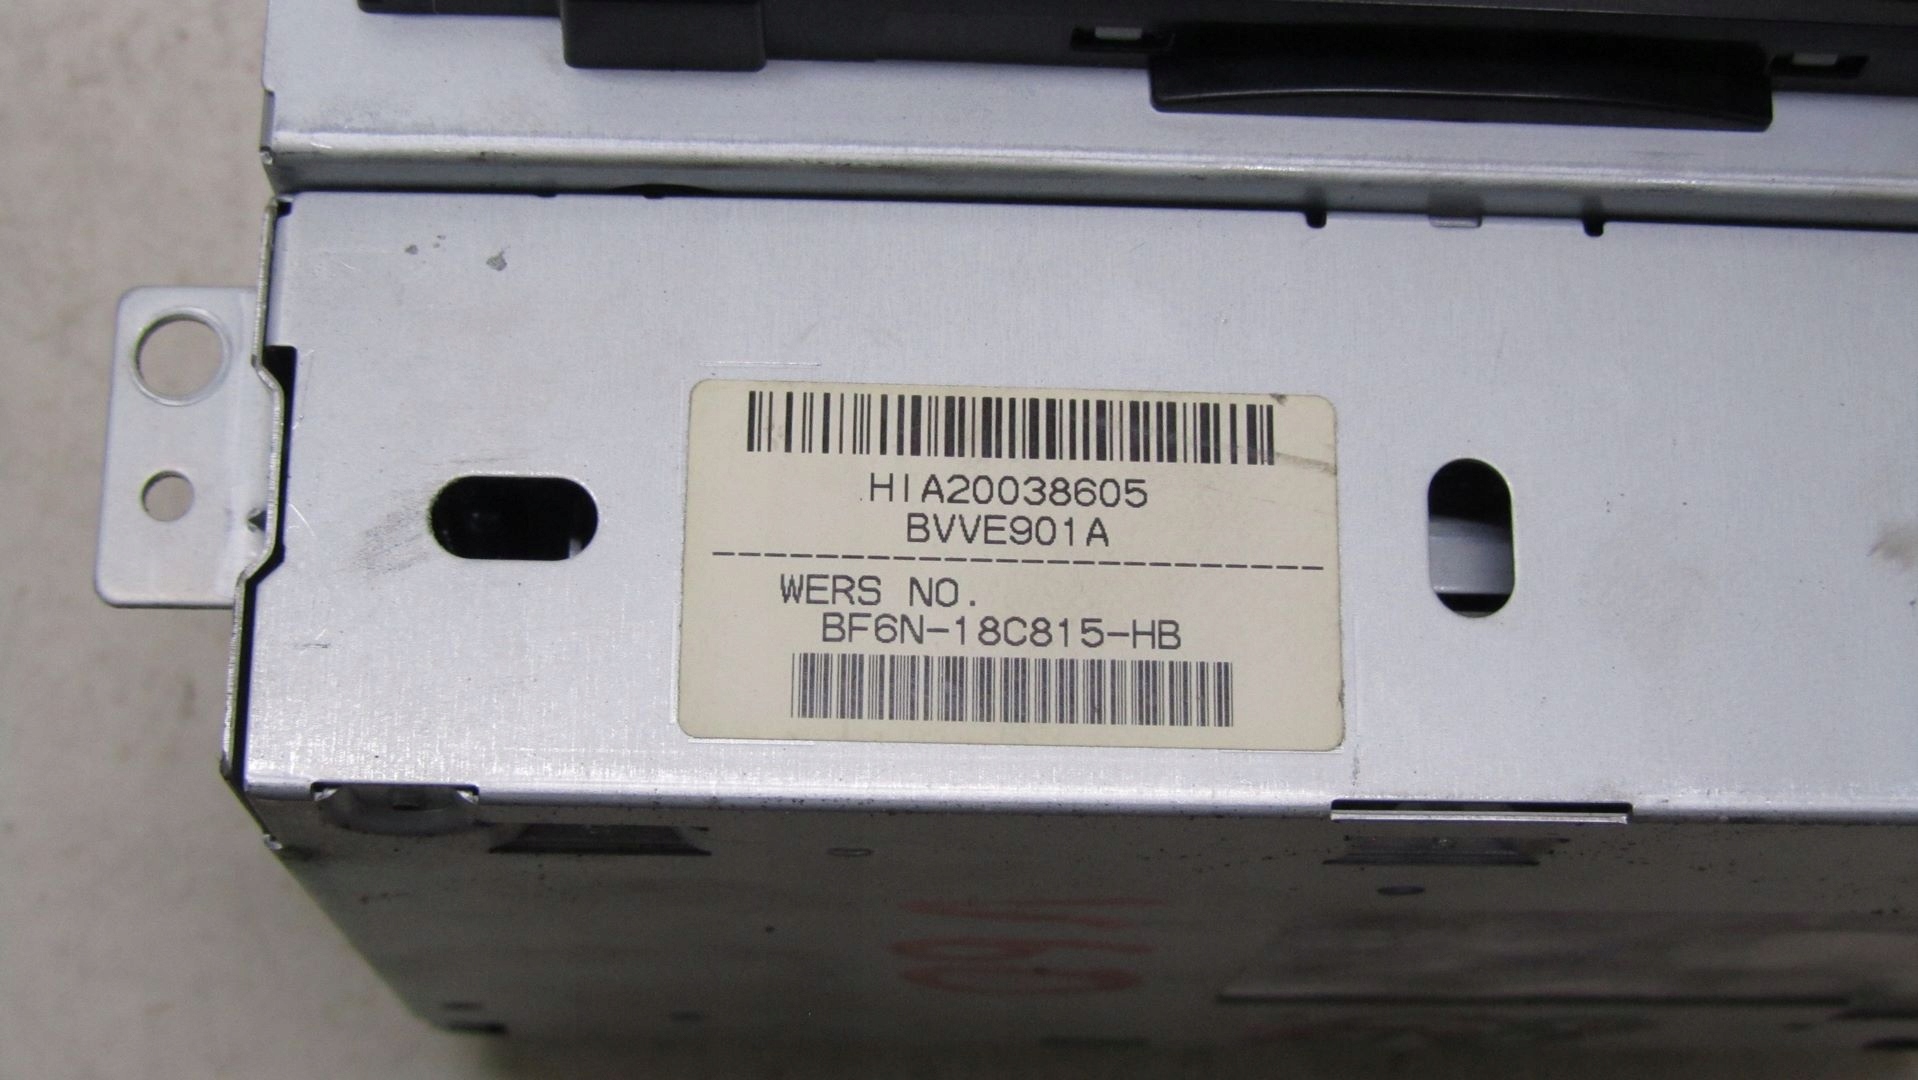 HIA20038605
BVVE901A
WERS NO.
BF6N-18C815-HB